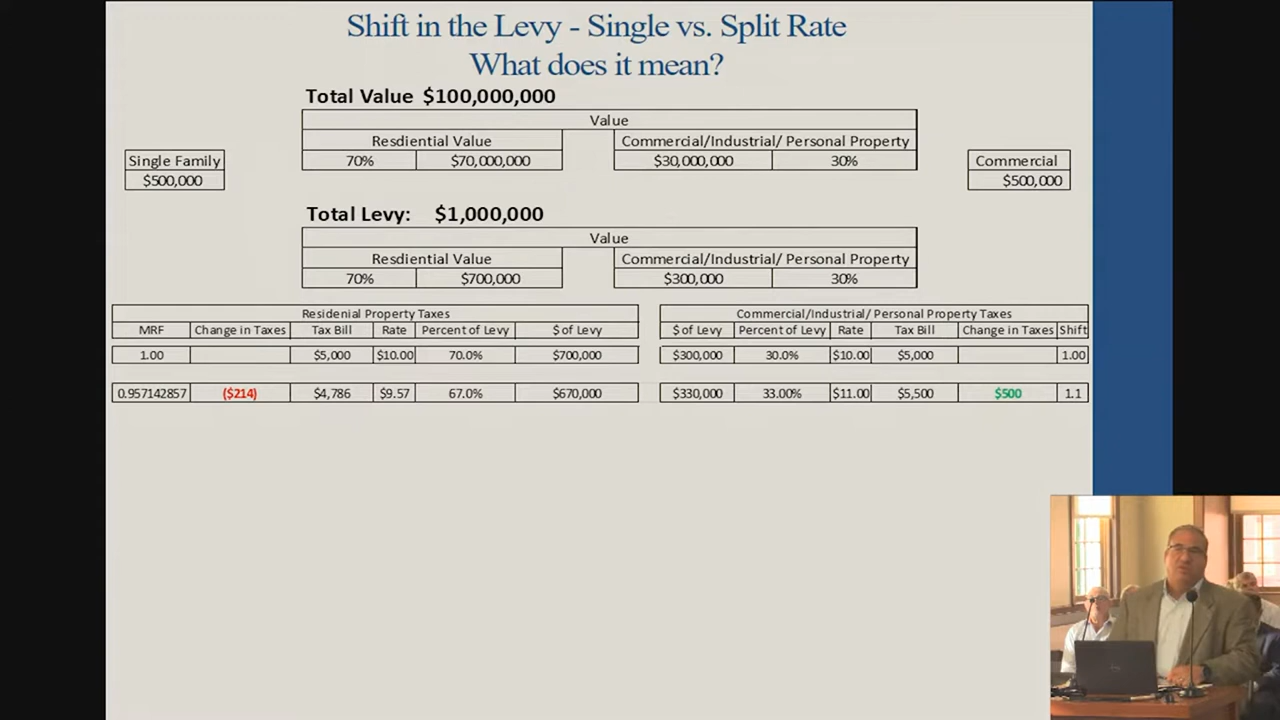 Shift in the Levy - Single vs. Split Rate
What does it mean?
Total Value $100,000,000
Value
Resdiential Value Commercial/Industrial/ Personal Property
70% $70,000,000 $30,000,000 30%
Single Family
$500,000
Commercial
$500,000
Total Levy: $1,000,000
Value
Resdiential Value Commercial/Industrial/ Personal Property
70% $700,000 $300,000 30%
Residenial Property Taxes Commercial/Industrial/ Personal Property Taxes
MRF Change in Taxes Tax Bill Rate Percent of Levy $ of Levy $ of Levy Percent of Levy Rate Tax Bill Change in Taxes Shift
1.00 $5,000 $10.00 70.0% $700,000 $300,000 30.0% $10.00 $5,000 1.00
0.957142857 ($214) $4,786 $9.57 67.0% $670,000 $330,000 33.00% $11.00 $5,500 $500 1.1